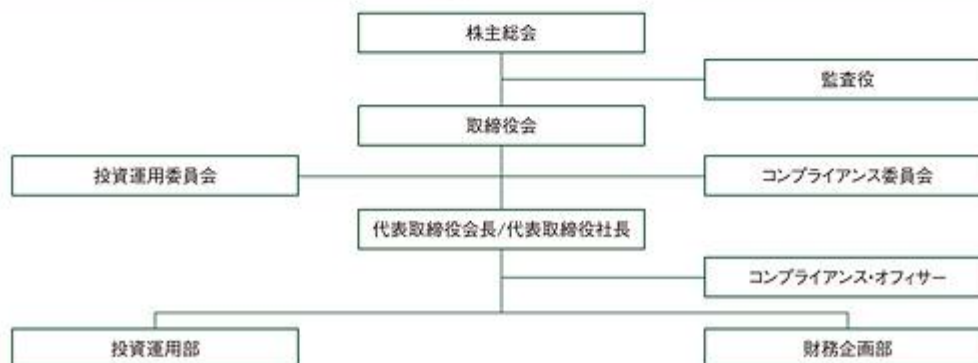 株主総会
監査役
取締役会
投資運用委員会
コンプライアンス委員会
代表取締役会長/代表取締役社長
コンプライアンス・オフィサー
投資運用部
財務企画部